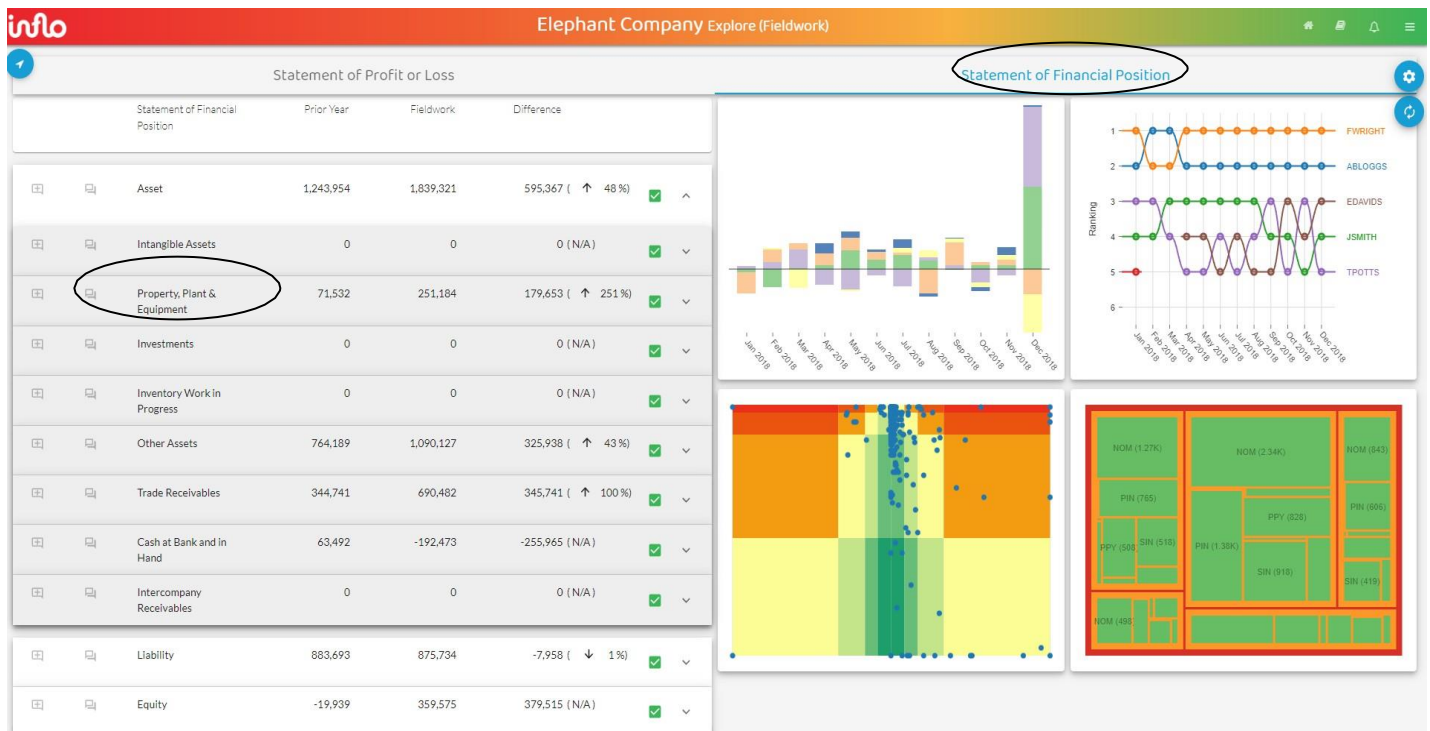 inflo
Elephant Company Explore (Fieldwork)
Statement of Profit or Loss
Statement of Financial Position
Statement of Financial Position Prior Year Fieldwork Difference
Asset 1,243,954 1,839,321 595,367 ( ↑ 48 %)
Intangible Assets 0 0 0 ( N/A )
Property, Plant & Equipment 71,532 251,184 179,653 ( ↑ 251 %)
Investments 0 0 0 ( N/A )
Inventory Work in Progress 0 0 0 ( N/A )
Other Assets 764,189 1,090,127 325,938 ( ↑ 43 %)
Trade Receivables 344,741 690,482 345,741 ( ↑ 100 %)
Cash at Bank and in Hand 63,492 -192,473 -255,965 ( N/A )
Intercompany Receivables 0 0 0 ( N/A )
Liability 883,693 875,734 -7,958 ( ↓ 1 %)
Equity -19,939 359,575 379,515 ( N/A )
Jan 2018 Feb 2018 Mar 2018 Apr 2018 May 2018 Jun 2018 Jul 2018 Aug 2018 Sep 2018 Oct 2018 Nov 2018 Dec 2018
Ranking
1 FWRIGHT
2 ABLOGGS
3 EDAVIDS
4 JSMITH
5 TPOTTS
6
Jan 2018 Feb 2018 Mar 2018 Apr 2018 May 2018 Jun 2018 Jul 2018 Aug 2018 Sep 2018 Oct 2018 Nov 2018 Dec 2018
NOM (1.27K)
PIN (765)
PPY (508)
SIN (518)
NOM (498)
NOM (2.34K)
PIN (1.38K)
PPY (828)
SIN (918)
NOM (843)
PIN (606)
SIN (419)